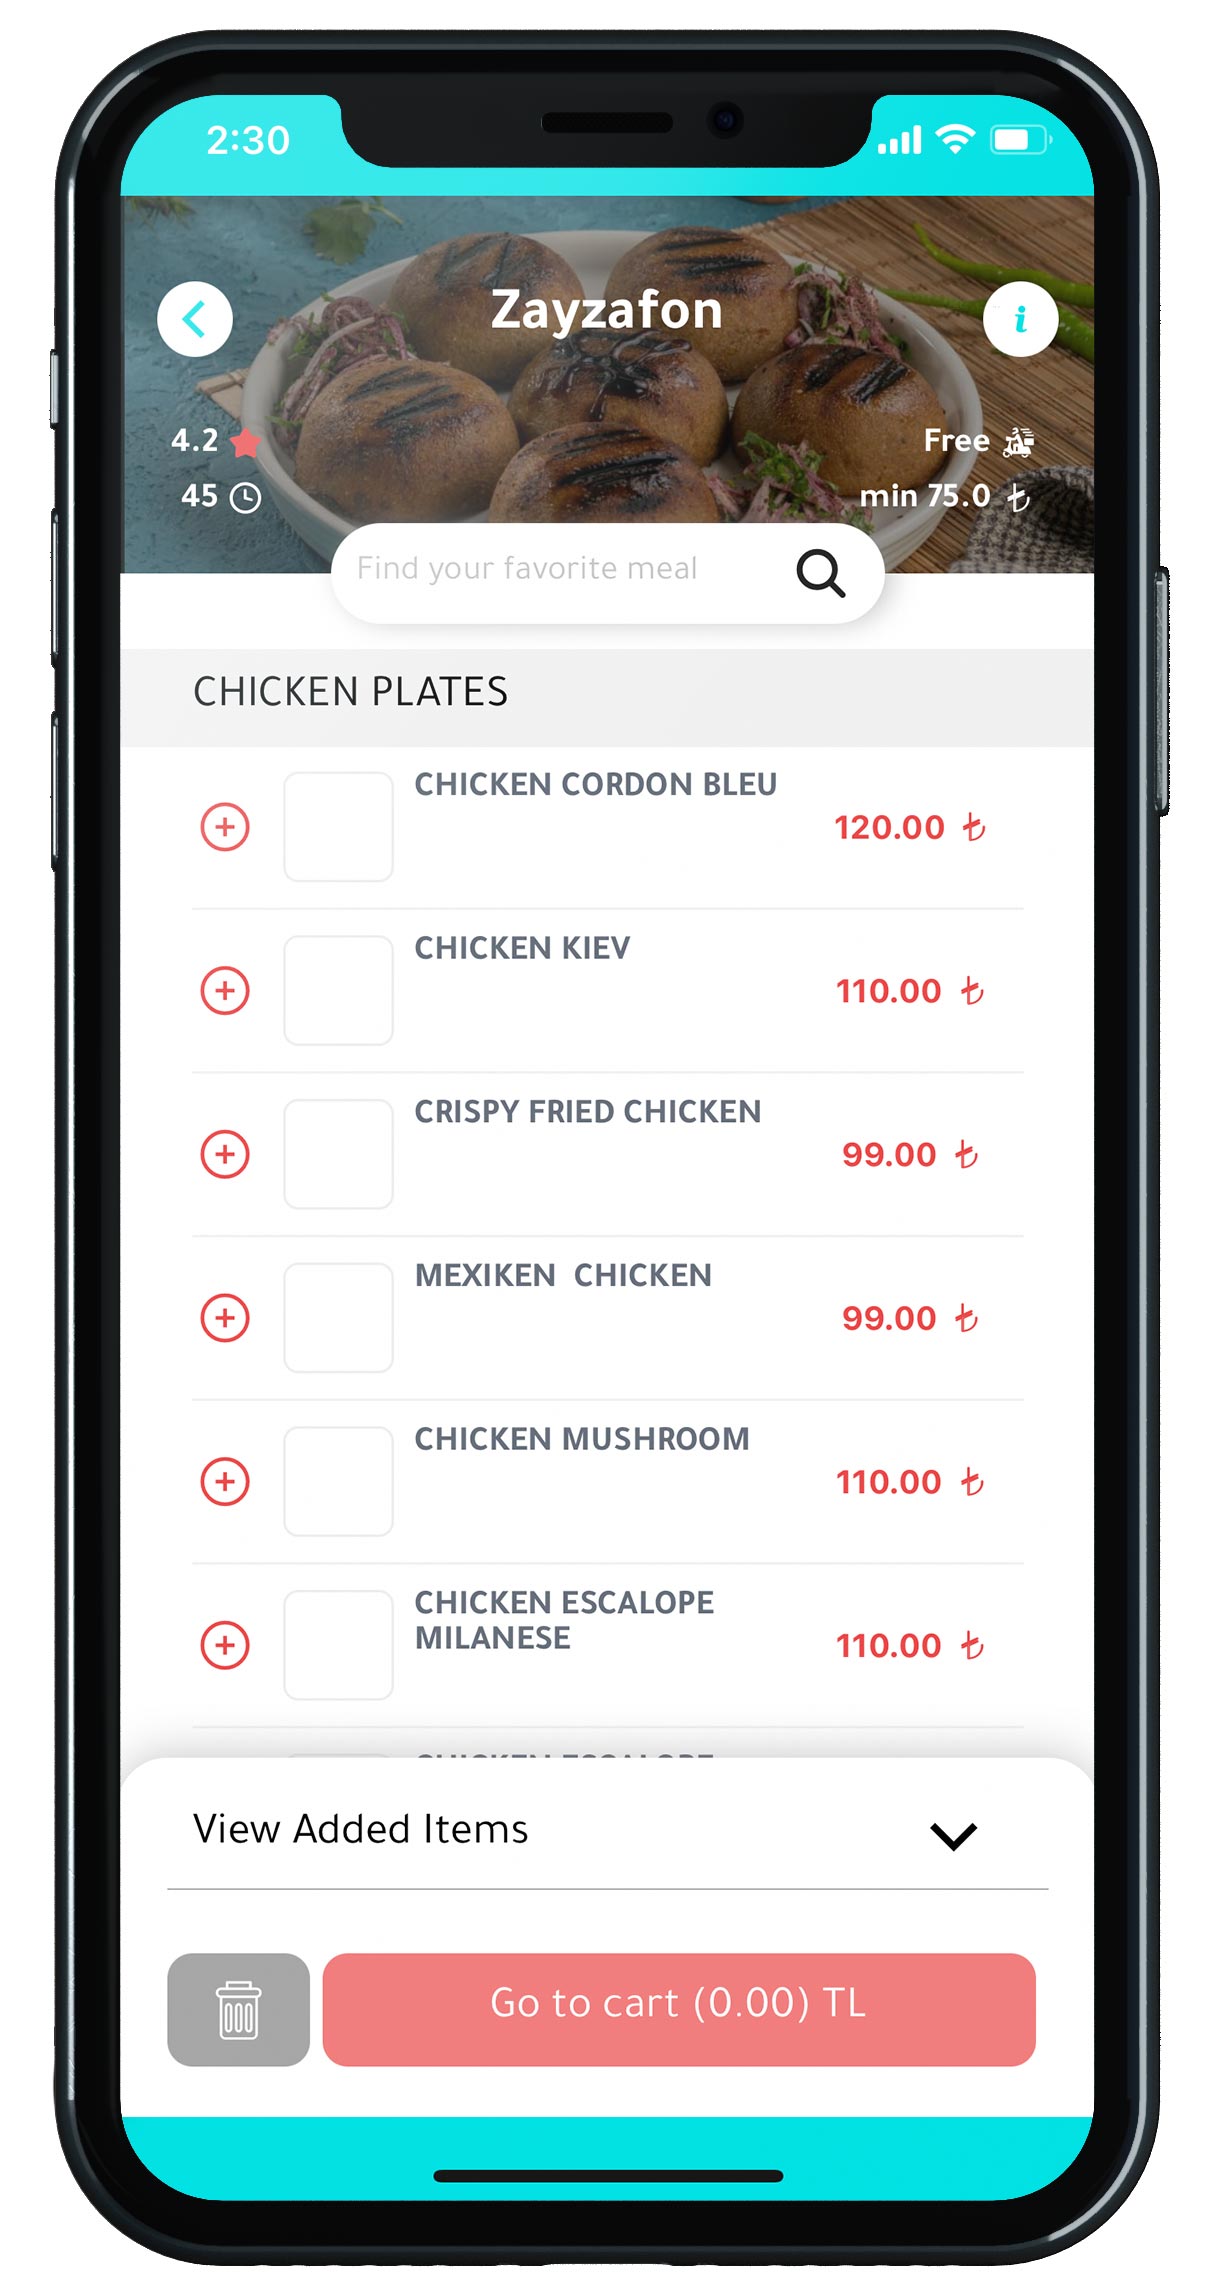 2:30
Zayzafon
i
4.2
Free
45
min 75.0 ₺
Find your favorite meal
CHICKEN PLATES
CHICKEN CORDON BLEU
120.00 ₺
CHICKEN KIEV
110.00 ₺
CRISPY FRIED CHICKEN
99.00 ₺
MEXIKEN  CHICKEN
99.00 ₺
CHICKEN MUSHROOM
110.00 ₺
CHICKEN ESCALOPE
MILANESE
110.00 ₺
CHICKEN ESCALOPE
View Added Items
Go to cart (0.00) TL